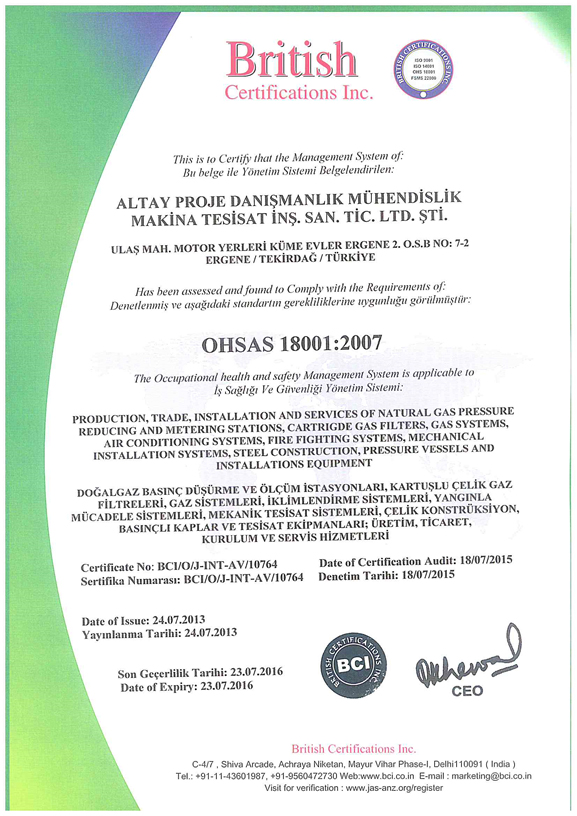 British
Certifications Inc.
BRITISH CERTIFICATIONS INC.
ISO 9001
ISO 14001
OHS 18001
FSMS 22000
This is to Certify that the Management System of:
Bu belge ile Yönetim Sistemi Belgelendirilen:
ALTAY PROJE DANIŞMANLIK MÜHENDİSLİK
MAKİNA TESİSAT İNŞ. SAN. TİC. LTD. ŞTİ.
ULAŞ MAH. MOTOR YERLERİ KÜME EVLER ERGENE 2. O.S.B NO: 7-2
ERGENE / TEKİRDAĞ / TÜRKİYE
Has been assessed and found to Comply with the Requirements of:
Denetlenmiş ve aşağıdaki standartın gerekliliklerine uygunluğu görülmüştür:
OHSAS 18001:2007
The Occupational health and safety Management System is applicable to
İş Sağlığı Ve Güvenliği Yönetim Sistemi:
PRODUCTION, TRADE, INSTALLATION AND SERVICES OF NATURAL GAS PRESSURE
REDUCING AND METERING STATIONS, CARTRIGDE GAS FILTERS, GAS SYSTEMS,
AIR CONDITIONING SYSTEMS, FIRE FIGHTING SYSTEMS, MECHANICAL
INSTALLATION SYSTEMS, STEEL CONSTRUCTION, PRESSURE VESSELS AND
INSTALLATIONS EQUIPMENT
DOĞALGAZ BASINÇ DÜŞÜRME VE ÖLÇÜM İSTASYONLARI, KARTUŞLU ÇELİK GAZ
FİLTRELERİ, GAZ SİSTEMLERİ, İKLİMLENDİRME SİSTEMLERİ, YANGINLA
MÜCADELE SİSTEMLERİ, MEKANİK TESİSAT SİSTEMLERİ, ÇELİK KONSTRÜKSİYON,
BASINÇLI KAPLAR VE TESİSAT EKİPMANLARI; ÜRETİM, TİCARET,
KURULUM VE SERVİS HİZMETLERİ
Certificate No: BCI/O/J-INT-AV/10764 Date of Certification Audit: 18/07/2015
Sertifika Numarası: BCI/O/J-INT-AV/10764 Denetim Tarihi: 18/07/2015
Date of Issue: 24.07.2013
Yayınlanma Tarihi: 24.07.2013
Son Geçerlilik Tarihi: 23.07.2016
Date of Expiry: 23.07.2016
BRITISH CERTIFICATIONS INC.
BCI
CEO
British Certifications Inc.
C-4/7 , Shiva Arcade, Achraya Niketan, Mayur Vihar Phase-I, Delhi110091 ( India )
Tel.: +91-11-43601987, +91-9560472730 Web:www.bci.co.in E-mail : marketing@bci.co.in
Visit for verification : www.jas-anz.org/register